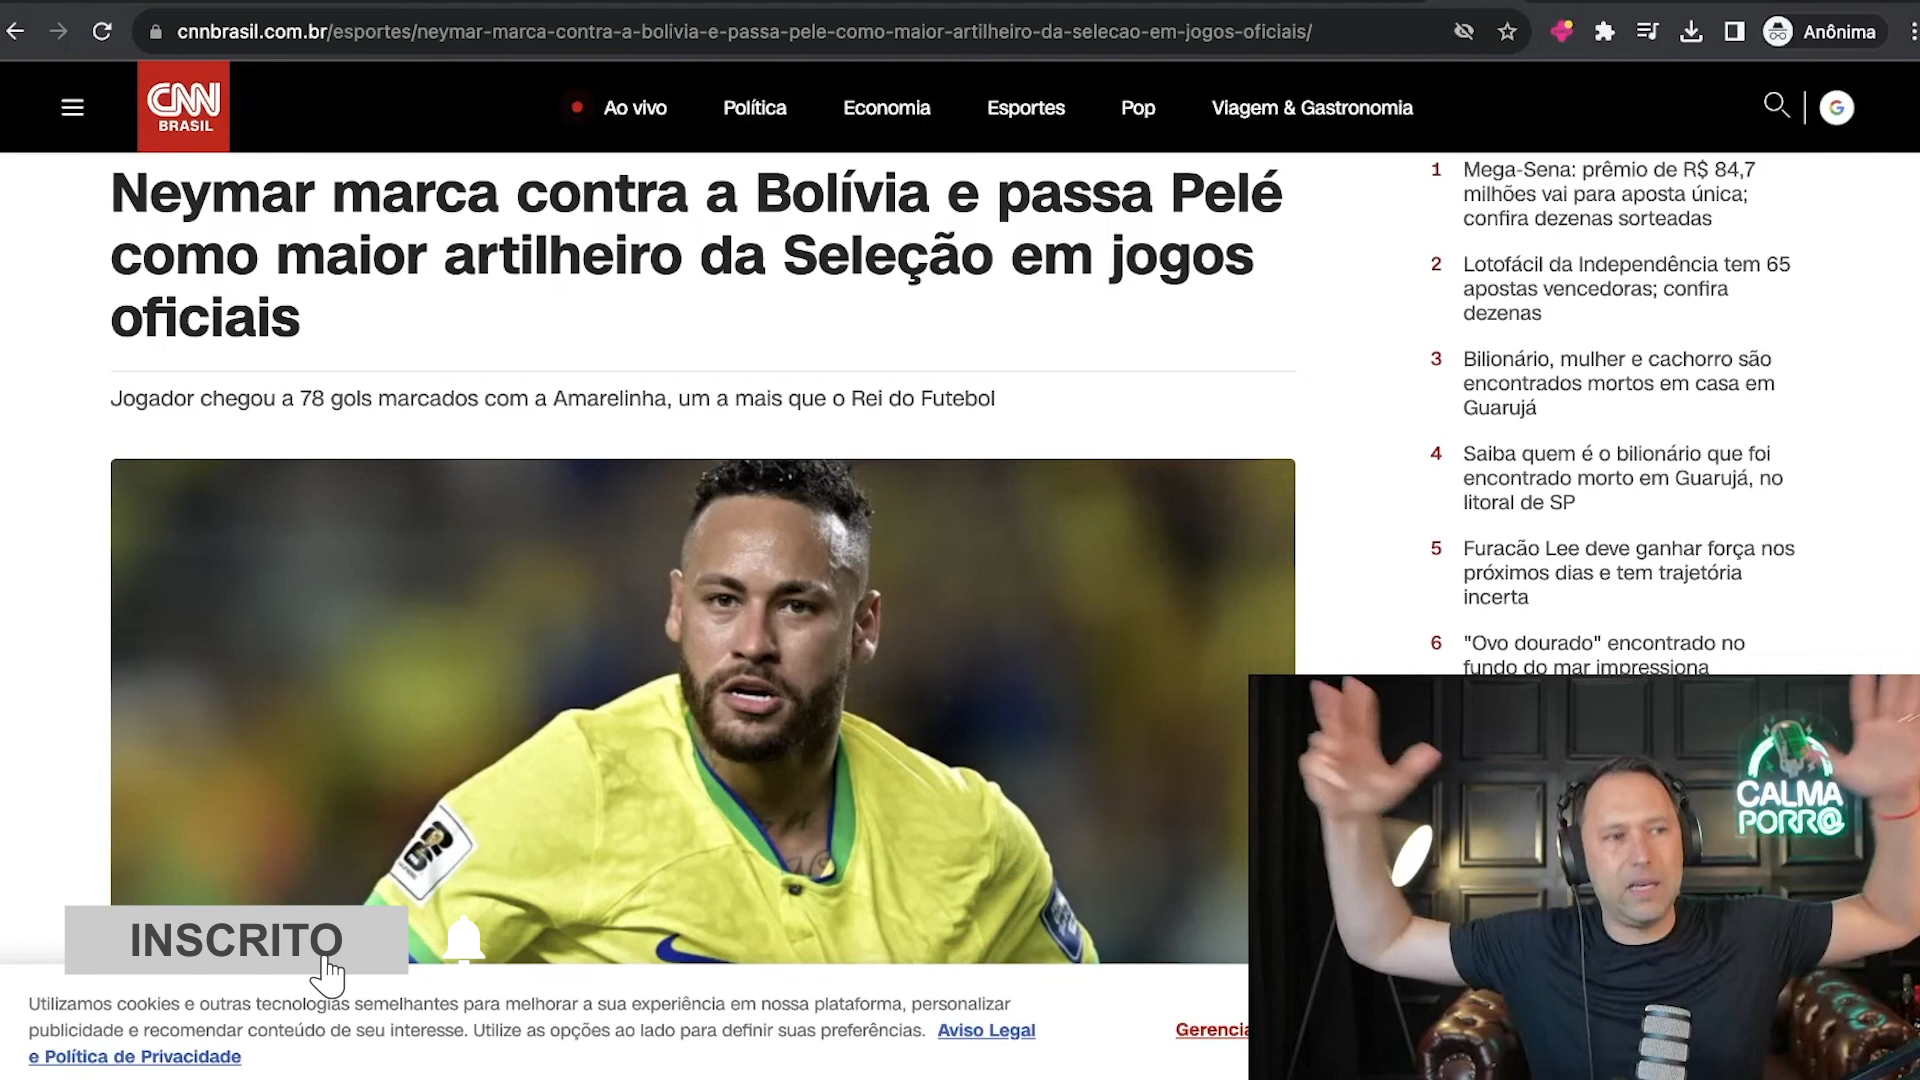 cnnbrasil.com.br/esportes/neymar-marca-contra-a-bolivia-e-passa-pele-como-maior-artilheiro-da-selecao-em-jogos-oficiais/
Anônima
CNN
BRASIL
Ao vivo
Política
Economia
Esportes
Pop
Viagem & Gastronomia
G
Neymar marca contra a Bolívia e passa Pelé
como maior artilheiro da Seleção em jogos
oficiais
Jogador chegou a 78 gols marcados com a Amarelinha, um a mais que o Rei do Futebol
1 Mega-Sena: prêmio de R$ 84,7
milhões vai para aposta única;
confira dezenas sorteadas
2 Lotofácil da Independência tem 65
apostas vencedoras; confira
dezenas
3 Bilionário, mulher e cachorro são
encontrados mortos em casa em
Guarujá
4 Saiba quem é o bilionário que foi
encontrado morto em Guarujá, no
litoral de SP
5 Furacão Lee deve ganhar força nos
próximos dias e tem trajetória
incerta
6 "Ovo dourado" encontrado no
fundo do mar impressiona
26
CALMA
PORR@
INSCRITO
Utilizamos cookies e outras tecnologias semelhantes para melhorar a sua experiência em nossa plataforma, personalizar
publicidade e recomendar conteúdo de seu interesse. Utilize as opções ao lado para definir suas preferências. Aviso Legal
e Política de Privacidade
Gerencia